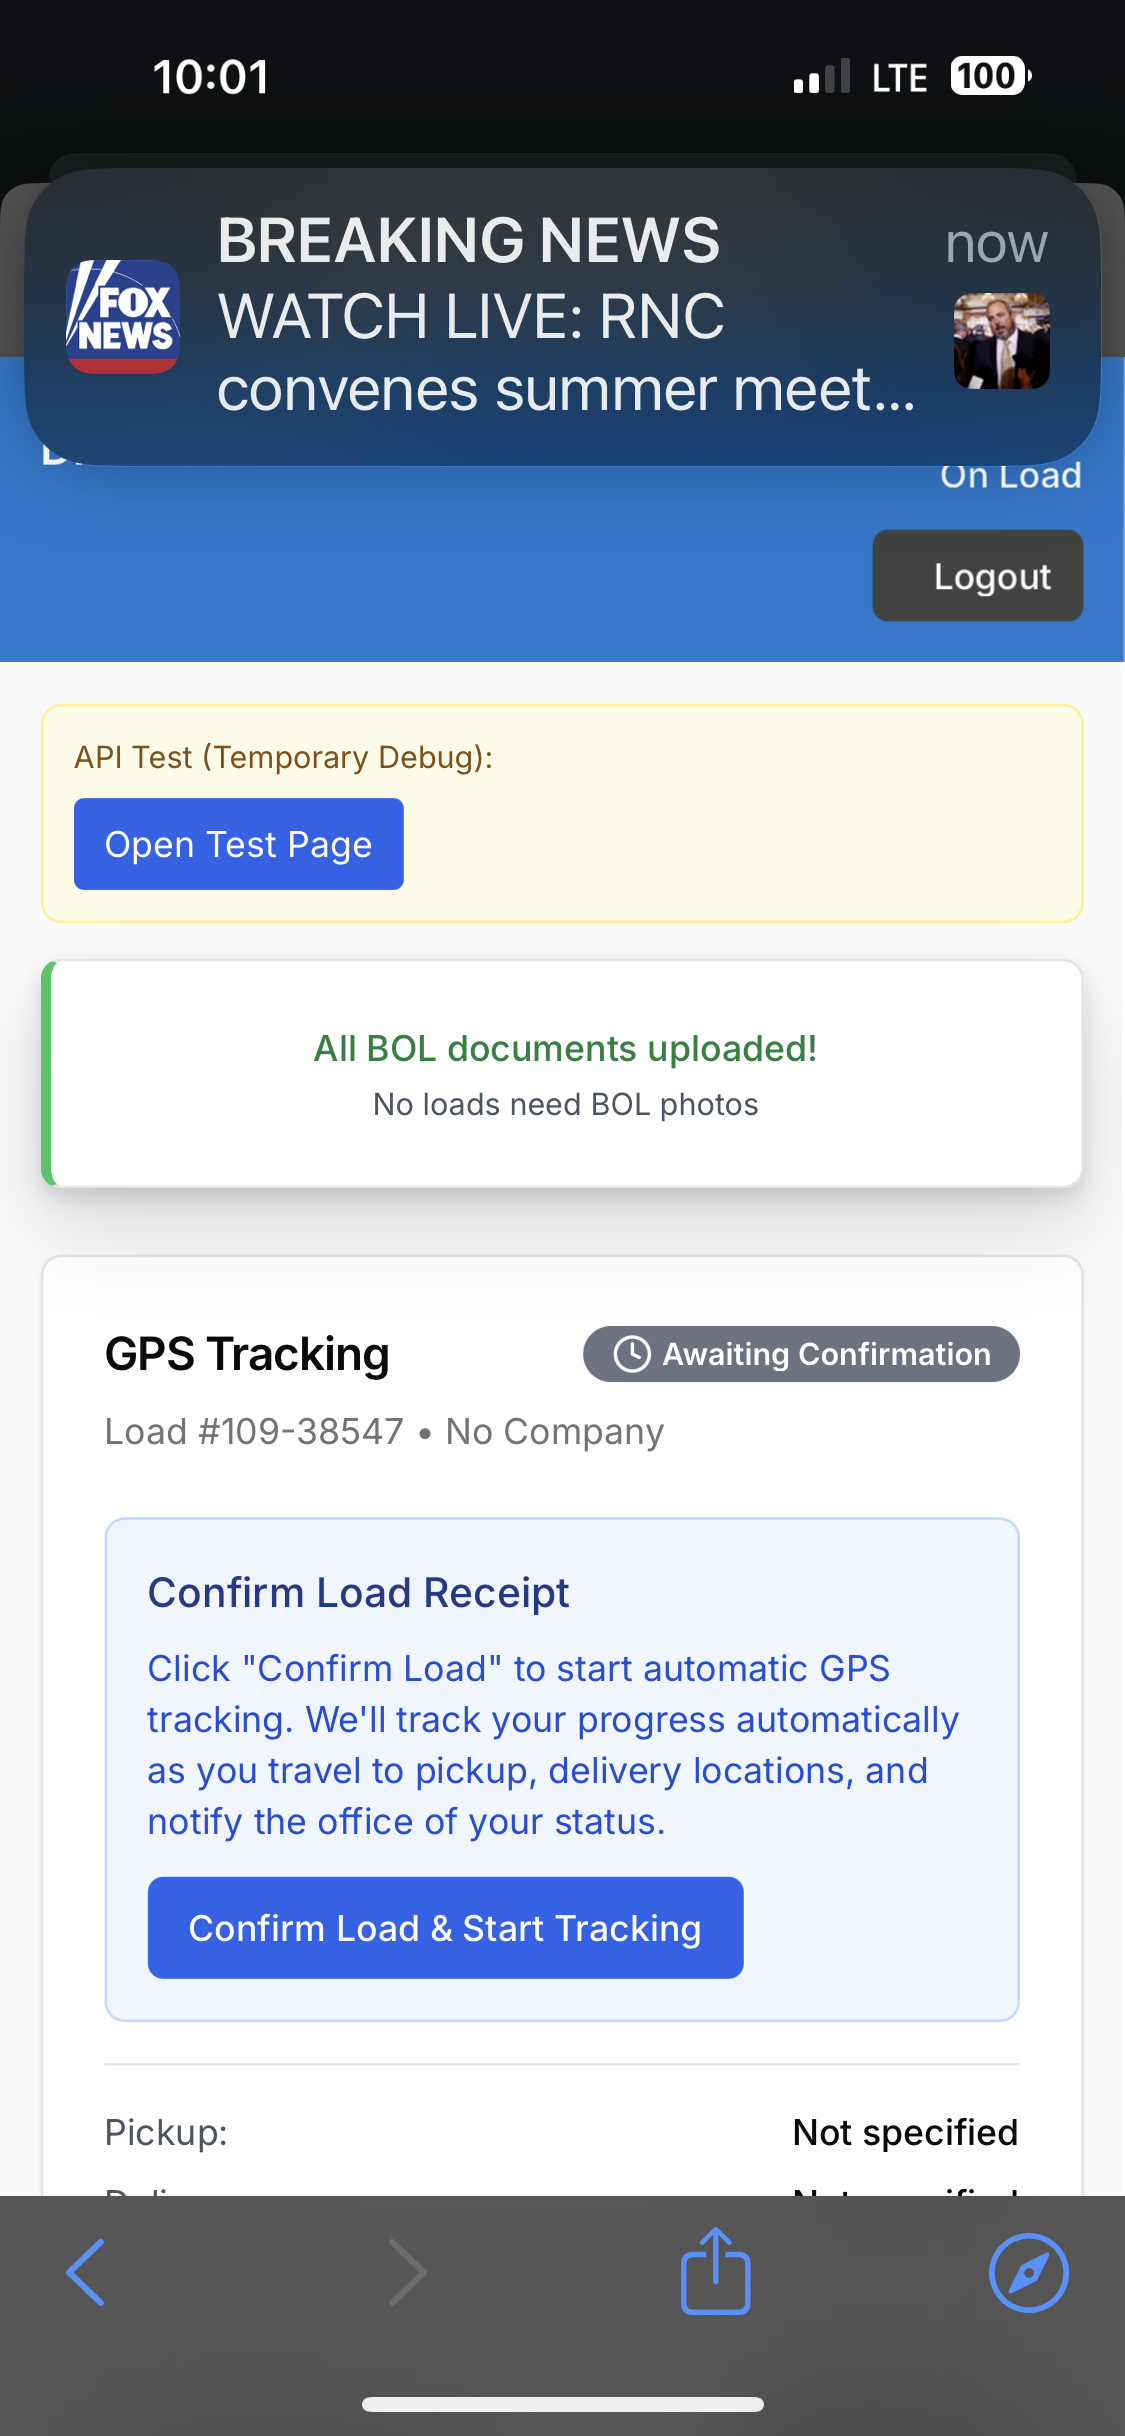 10:01
LTE
100
FOX
NEWS
BREAKING NEWS
now
WATCH LIVE: RNC
convenes summer meet...
On Load
Logout
API Test (Temporary Debug):
Open Test Page
All BOL documents uploaded!
No loads need BOL photos
GPS Tracking
Awaiting Confirmation
Load #109-38547 • No Company
Confirm Load Receipt
Click "Confirm Load" to start automatic GPS
tracking. We'll track your progress automatically
as you travel to pickup, delivery locations, and
notify the office of your status.
Confirm Load & Start Tracking
Pickup:
Not specified